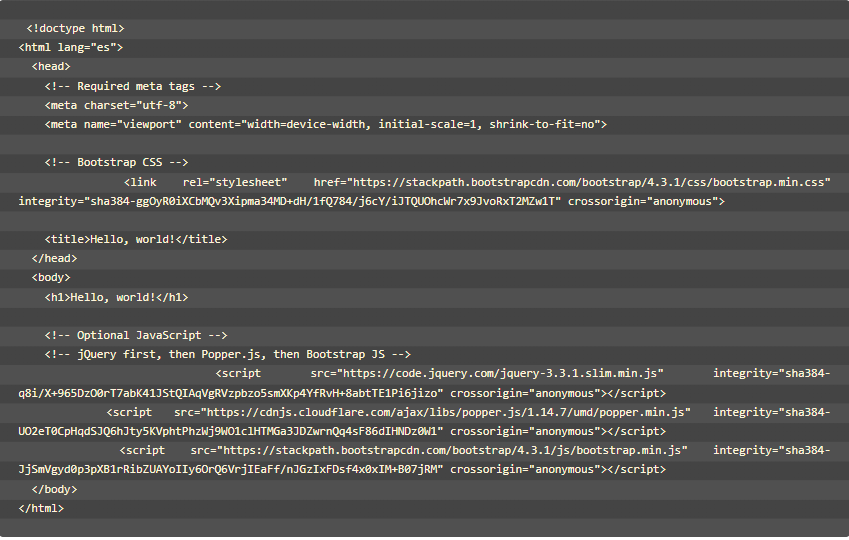 <!doctype html>
<html lang="es">
<head>
<!-- Required meta tags -->
<meta charset="utf-8">
<meta name="viewport" content="width=device-width, initial-scale=1, shrink-to-fit=no">
<!-- Bootstrap CSS -->
<link rel="stylesheet" href="https://stackpath.bootstrapcdn.com/bootstrap/4.3.1/css/bootstrap.min.css"
integrity="sha384-ggOyR0iXCbMQv3Xipma34MD+dH/1fQ784/j6cY/iJTQUOhcWr7x9JvoRxT2MZw1T" crossorigin="anonymous">
<title>Hello, world!</title>
</head>
<body>
<h1>Hello, world!</h1>
<!-- Optional JavaScript -->
<!-- jQuery first, then Popper.js, then Bootstrap JS -->
<script src="https://code.jquery.com/jquery-3.3.1.slim.min.js" integrity="sha384-
q8i/X+965DzO0rT7abK41JStQIAqVgRVzpbzo5smXKp4YfRvH+8abtTE1Pi6jizo" crossorigin="anonymous"></script>
<script src="https://cdnjs.cloudflare.com/ajax/libs/popper.js/1.14.7/umd/popper.min.js" integrity="sha384-
UO2eT0CpHqdSJQ6hJty5KVphtPhzWj9WO1clHTMGa3JDZwrnQq4sF86dIHNDz0W1" crossorigin="anonymous"></script>
<script src="https://stackpath.bootstrapcdn.com/bootstrap/4.3.1/js/bootstrap.min.js" integrity="sha384-
JjSmVgyd0p3pXB1rRibZUAYoIIy6OrQ6VrjIEaFf/nJGzIxFDsf4x0xIM+B07jRM" crossorigin="anonymous"></script>
</body>
</html>